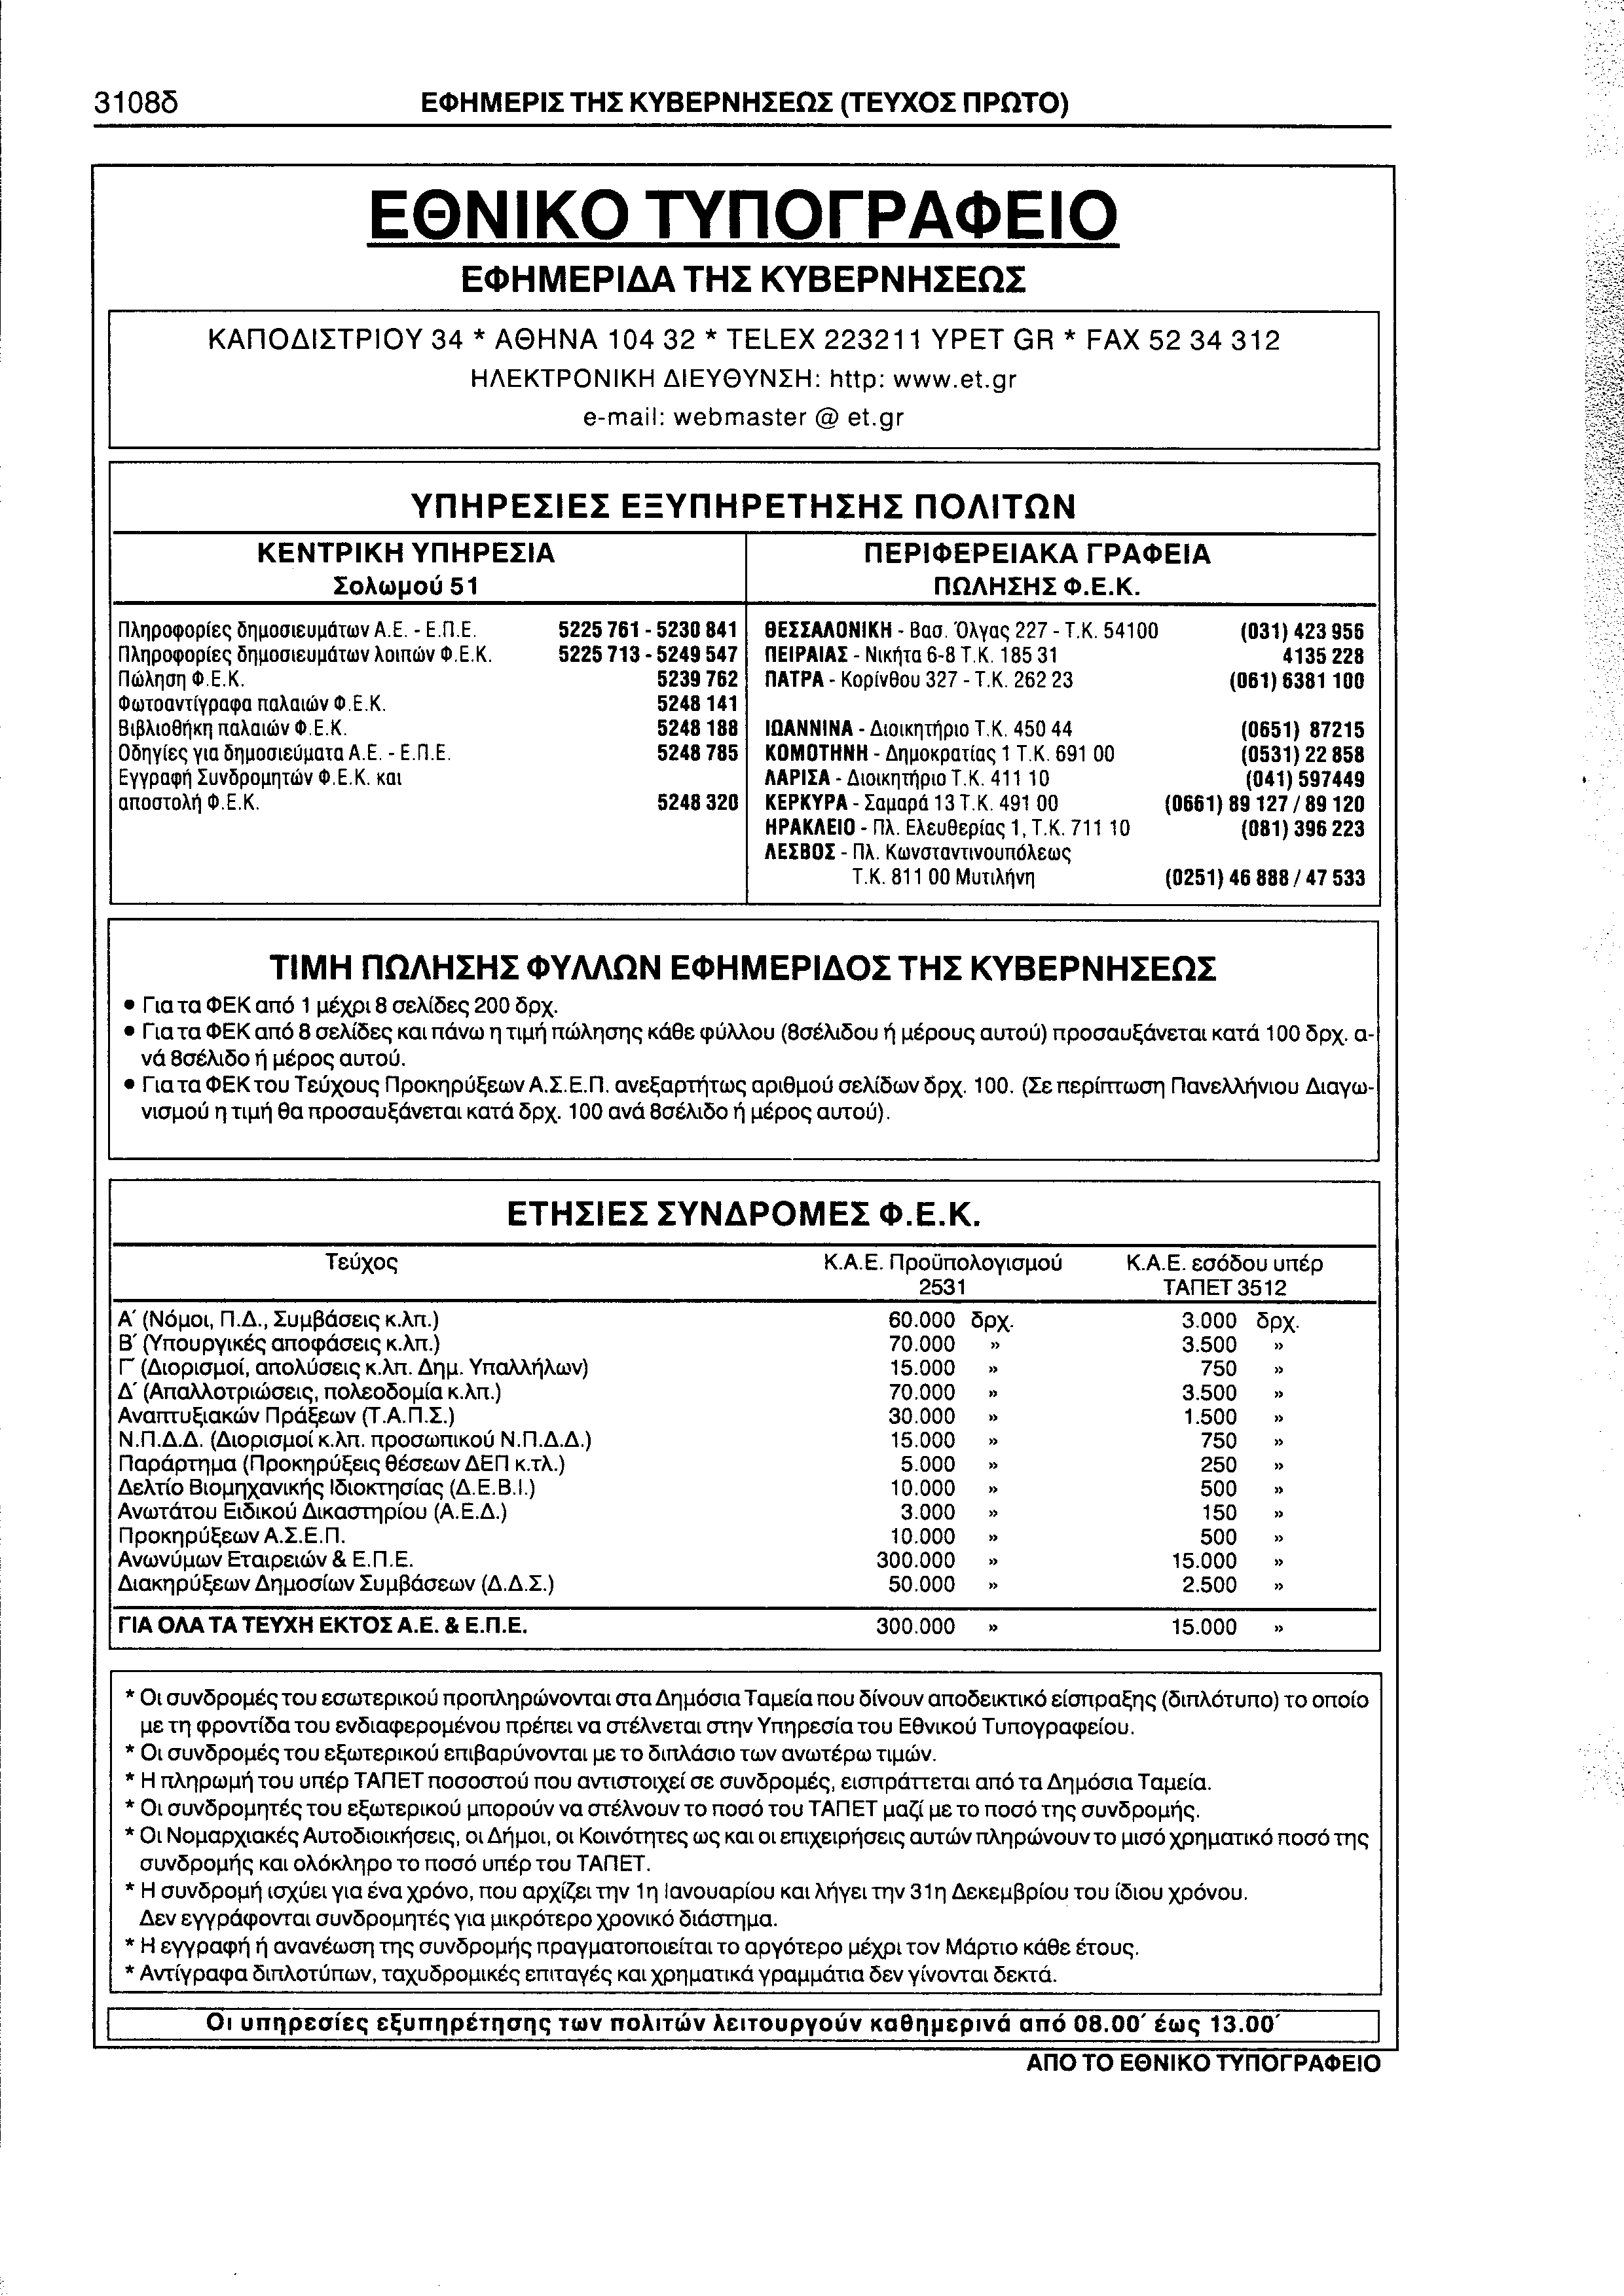 3108δ ΕΦΗΜΕΡΙΣ ΤΗΣ ΚΥΒΕΡΝΗΣΕΩΣ (ΤΕΥΧΟΣ ΠΡΩΤΟ)
ΕΘΝΙΚΟ ΤΥΠΟΓΡΑΦΕΙΟ
ΕΦΗΜΕΡΙΔΑ ΤΗΣ ΚΥΒΕΡΝΗΣΕΩΣ
ΚΑΠΟΔΙΣΤΡΙΟΥ 34 * ΑΘΗΝΑ 104 32 * TELEX 223211 YPET GR * FAX 52 34 312
ΗΛΕΚΤΡΟΝΙΚΗ ΔΙΕΥΘΥΝΣΗ: http: www.et.gr
e-mail: webmaster @ et.gr
ΥΠΗΡΕΣΙΕΣ ΕΞΥΠΗΡΕΤΗΣΗΣ ΠΟΛΙΤΩΝ
ΚΕΝΤΡΙΚΗ ΥΠΗΡΕΣΙΑ
Σολωμού 51
Πληροφορίες δημοσιευμάτων Α.Ε. - Ε.Π.Ε. 5225 761 - 5230 841
Πληροφορίες δημοσιευμάτων λοιπών Φ.Ε.Κ. 5225 713 - 5249 547
Πώληση Φ.Ε.Κ. 5239 762
Φωτοαντίγραφα παλαιών Φ.Ε.Κ. 5248 141
Βιβλιοθήκη παλαιών Φ.Ε.Κ. 5248 188
Οδηγίες για δημοσιεύματα Α.Ε. - Ε.Π.Ε. 5248 785
Εγγραφή Συνδρομητών Φ.Ε.Κ. και
αποστολή Φ.Ε.Κ. 5248 320
ΠΕΡΙΦΕΡΕΙΑΚΑ ΓΡΑΦΕΙΑ
ΠΩΛΗΣΗΣ Φ.Ε.Κ.
ΘΕΣΣΑΛΟΝΙΚΗ - Βασ. Όλγας 227 - Τ.Κ. 54100 (031) 423 956
ΠΕΙΡΑΙΑΣ - Νικήτα 6-8 Τ.Κ. 185 31 4135 228
ΠΑΤΡΑ - Κορίνθου 327 - Τ.Κ. 262 23 (061) 6381 100
ΙΩΑΝΝΙΝΑ - Διοικητήριο Τ.Κ. 450 44 (0651) 87215
ΚΟΜΟΤΗΝΗ - Δημοκρατίας 1 Τ.Κ. 691 00 (0531) 22 858
ΛΑΡΙΣΑ - Διοικητήριο Τ.Κ. 411 10 (041) 597449
ΚΕΡΚΥΡΑ - Σαμαρά 13 Τ.Κ. 491 00 (0661) 89 127 / 89 120
ΗΡΑΚΛΕΙΟ - Πλ. Ελευθερίας 1, Τ.Κ. 711 10 (081) 396 223
ΛΕΣΒΟΣ - Πλ. Κωνσταντινουπόλεως
Τ.Κ. 811 00 Μυτιλήνη (0251) 46 888 / 47 533
ΤΙΜΗ ΠΩΛΗΣΗΣ ΦΥΛΛΩΝ ΕΦΗΜΕΡΙΔΟΣ ΤΗΣ ΚΥΒΕΡΝΗΣΕΩΣ
• Για τα ΦΕΚ από 1 μέχρι 8 σελίδες 200 δρχ.
• Για τα ΦΕΚ από 8 σελίδες και πάνω η τιμή πώλησης κάθε φύλλου (8σέλιδου ή μέρους αυτού) προσαυξάνεται κατά 100 δρχ. α-
νά 8σέλιδο ή μέρος αυτού.
• Για τα ΦΕΚ του Τεύχους Προκηρύξεων Α.Σ.Ε.Π. ανεξαρτήτως αριθμού σελίδων δρχ. 100. (Σε περίπτωση Πανελλήνιου Διαγω-
νισμού η τιμή θα προσαυξάνεται κατά δρχ. 100 ανά 8σέλιδο ή μέρος αυτού).
ΕΤΗΣΙΕΣ ΣΥΝΔΡΟΜΕΣ Φ.Ε.Κ.
Τεύχος Κ.Α.Ε. Προϋπολογισμού Κ.Α.Ε. εσόδου υπέρ
2531 ΤΑΠΕΤ 3512
Α΄ (Νόμοι, Π.Δ., Συμβάσεις κ.λπ.) 60.000 δρχ. 3.000 δρχ.
Β΄ (Υπουργικές αποφάσεις κ.λπ.) 70.000 » 3.500 »
Γ΄ (Διορισμοί, απολύσεις κ.λπ. Δημ. Υπαλλήλων) 15.000 » 750 »
Δ΄ (Απαλλοτριώσεις, πολεοδομία κ.λπ.) 70.000 » 3.500 »
Αναπτυξιακών Πράξεων (Τ.Α.Π.Σ.) 30.000 » 1.500 »
Ν.Π.Δ.Δ. (Διορισμοί κ.λπ. προσωπικού Ν.Π.Δ.Δ.) 15.000 » 750 »
Παράρτημα (Προκηρύξεις θέσεων ΔΕΠ κ.τλ.) 5.000 » 250 »
Δελτίο Βιομηχανικής Ιδιοκτησίας (Δ.Ε.Β.Ι.) 10.000 » 500 »
Ανωτάτου Ειδικού Δικαστηρίου (Α.Ε.Δ.) 3.000 » 150 »
Προκηρύξεων Α.Σ.Ε.Π. 10.000 » 500 »
Ανωνύμων Εταιρειών & Ε.Π.Ε. 300.000 » 15.000 »
Διακηρύξεων Δημοσίων Συμβάσεων (Δ.Δ.Σ.) 50.000 » 2.500 »
ΓΙΑ ΟΛΑ ΤΑ ΤΕΥΧΗ ΕΚΤΟΣ Α.Ε. & Ε.Π.Ε. 300.000 » 15.000 »
* Οι συνδρομές του εσωτερικού προπληρώνονται στα Δημόσια Ταμεία που δίνουν αποδεικτικό είσπραξης (διπλότυπο) το οποίο
με τη φροντίδα του ενδιαφερομένου πρέπει να στέλνεται στην Υπηρεσία του Εθνικού Τυπογραφείου.
* Οι συνδρομές του εξωτερικού επιβαρύνονται με το διπλάσιο των ανωτέρω τιμών.
* Η πληρωμή του υπέρ ΤΑΠΕΤ ποσοστού που αντιστοιχεί σε συνδρομές, εισπράττεται από τα Δημόσια Ταμεία.
* Οι συνδρομητές του εξωτερικού μπορούν να στέλνουν το ποσό του ΤΑΠΕΤ μαζί με το ποσό της συνδρομής.
* Οι Νομαρχιακές Αυτοδιοικήσεις, οι Δήμοι, οι Κοινότητες ως και οι επιχειρήσεις αυτών πληρώνουν το μισό χρηματικό ποσό της
συνδρομής και ολόκληρο το ποσό υπέρ του ΤΑΠΕΤ.
* Η συνδρομή ισχύει για ένα χρόνο, που αρχίζει την 1η Ιανουαρίου και λήγει την 31η Δεκεμβρίου του ίδιου χρόνου.
Δεν εγγράφονται συνδρομητές για μικρότερο χρονικό διάστημα.
* Η εγγραφή ή ανανέωση της συνδρομής πραγματοποιείται το αργότερο μέχρι τον Μάρτιο κάθε έτους.
* Αντίγραφα διπλοτύπων, ταχυδρομικές επιταγές και χρηματικά γραμμάτια δεν γίνονται δεκτά.
Οι υπηρεσίες εξυπηρέτησης των πολιτών λειτουργούν καθημερινά από 08.00΄ έως 13.00΄
ΑΠΟ ΤΟ ΕΘΝΙΚΟ ΤΥΠΟΓΡΑΦΕΙΟ